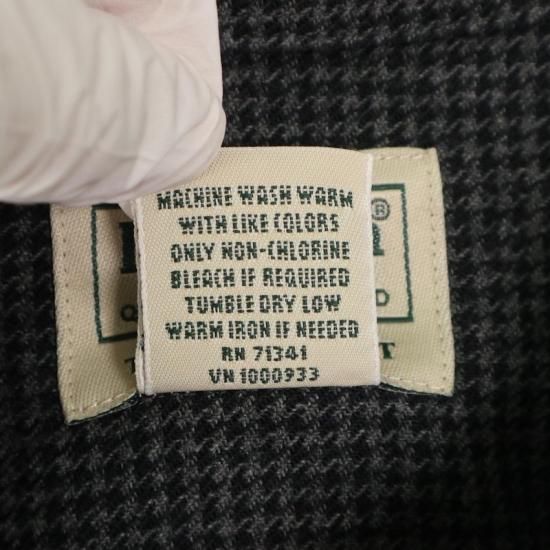 MACHINE WASH WARM
WITH LIKE COLORS
ONLY NON-CHLORINE
BLEACH IF REQUIRED
TUMBLE DRY LOW
WARM IRON IF NEEDED
RN 71341
VN 1000933
®